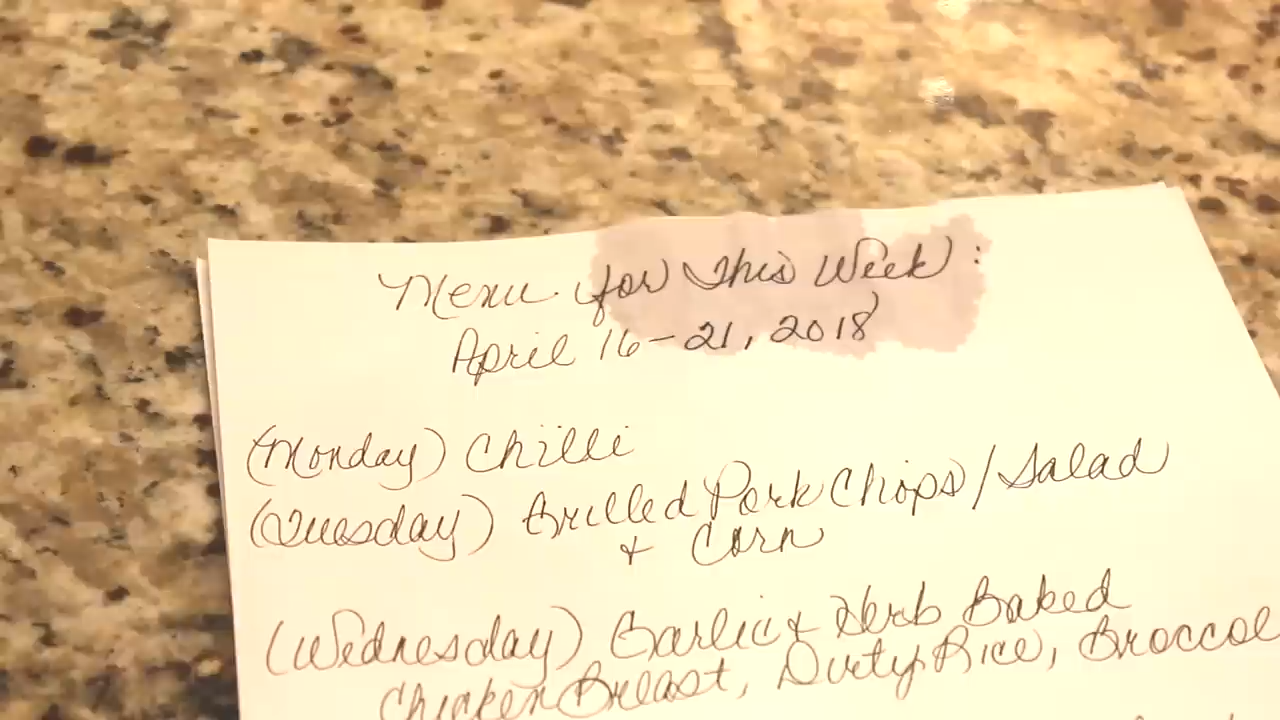 Menu for This Week:
April 16-21, 2018
(Monday) Chilli
(Tuesday) Grilled Pork Chops/Salad
+ Corn
(Wednesday) Garlic + Herb Baked
Chicken Breast, Dirty Rice, Broccol